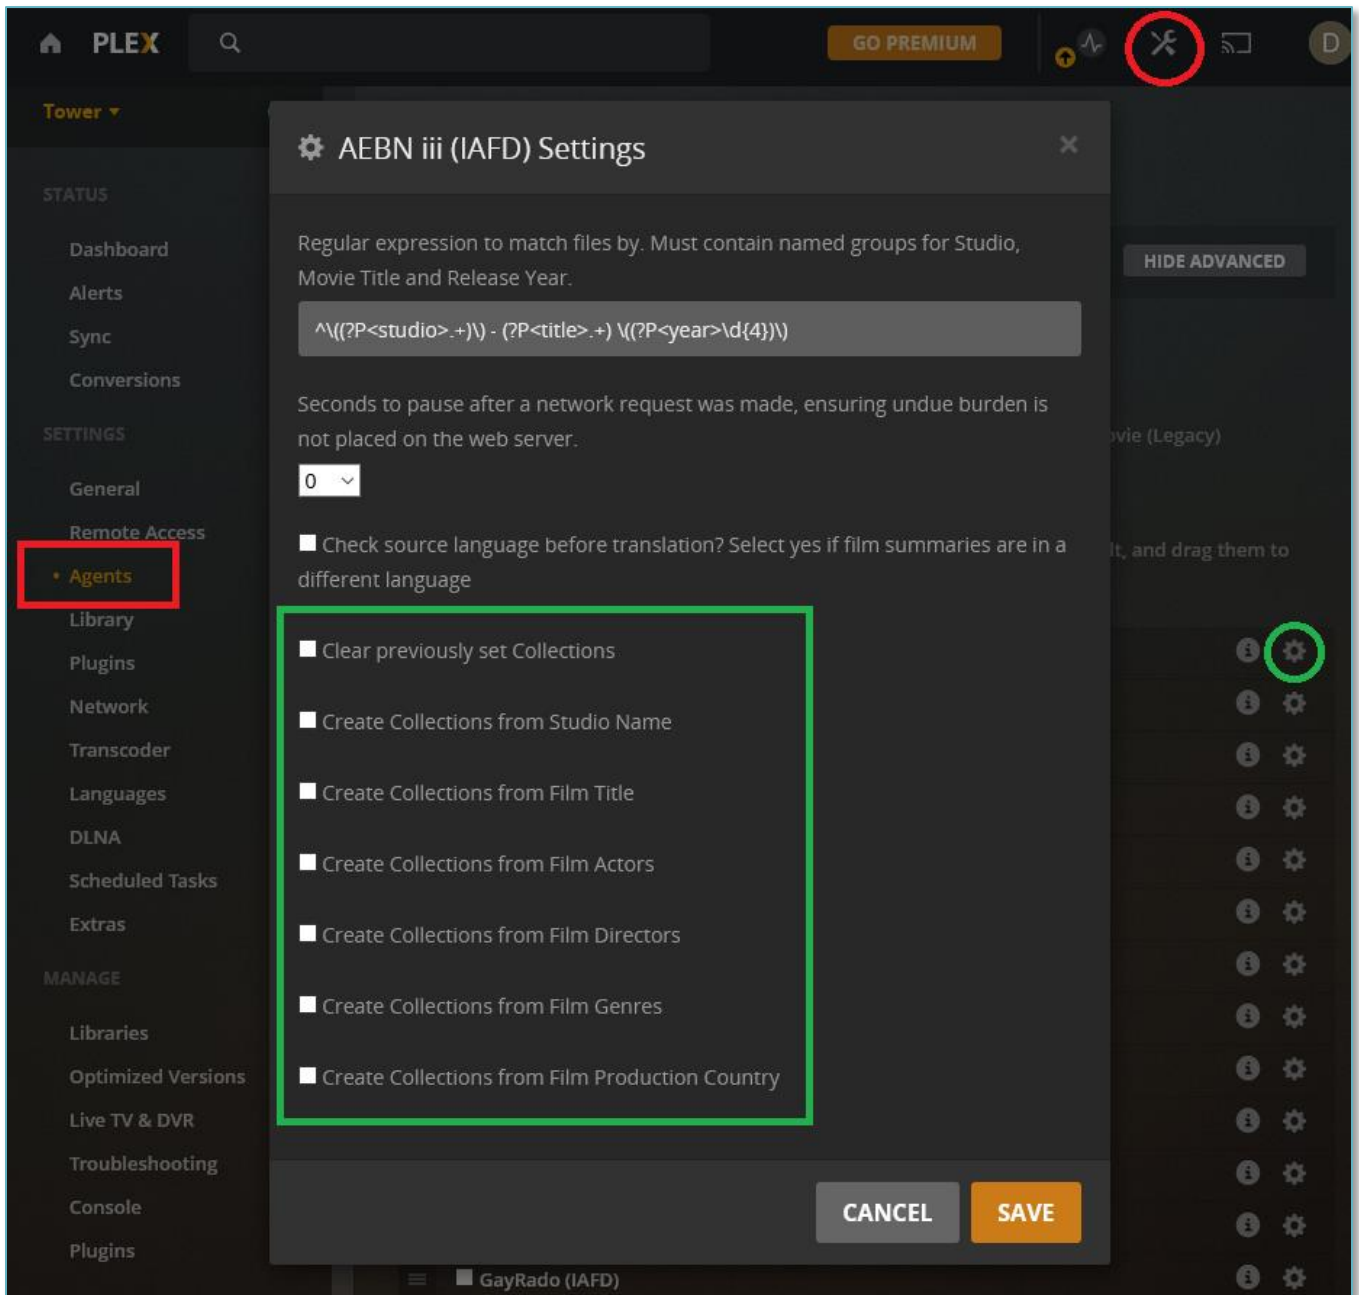 PLEX
GO PREMIUM
D
Tower
AEBN iii (IAFD) Settings
STATUS
Dashboard
Alerts
Sync
Conversions
SETTINGS
General
Remote Access
Agents
Library
Plugins
Network
Transcoder
Languages
DLNA
Scheduled Tasks
Extras
MANAGE
Libraries
Optimized Versions
Live TV & DVR
Troubleshooting
Console
Plugins
Regular expression to match files by. Must contain named groups for Studio,
Movie Title and Release Year.
^\((?P<studio>.+)\) - (?P<title>.+) \((?P<year>\d{4})\)
Seconds to pause after a network request was made, ensuring undue burden is
not placed on the web server.
0
Check source language before translation? Select yes if film summaries are in a
different language
Clear previously set Collections
Create Collections from Studio Name
Create Collections from Film Title
Create Collections from Film Actors
Create Collections from Film Directors
Create Collections from Film Genres
Create Collections from Film Production Country
CANCEL
SAVE
HIDE ADVANCED
(Legacy)
and drag them to
GayRado (IAFD)